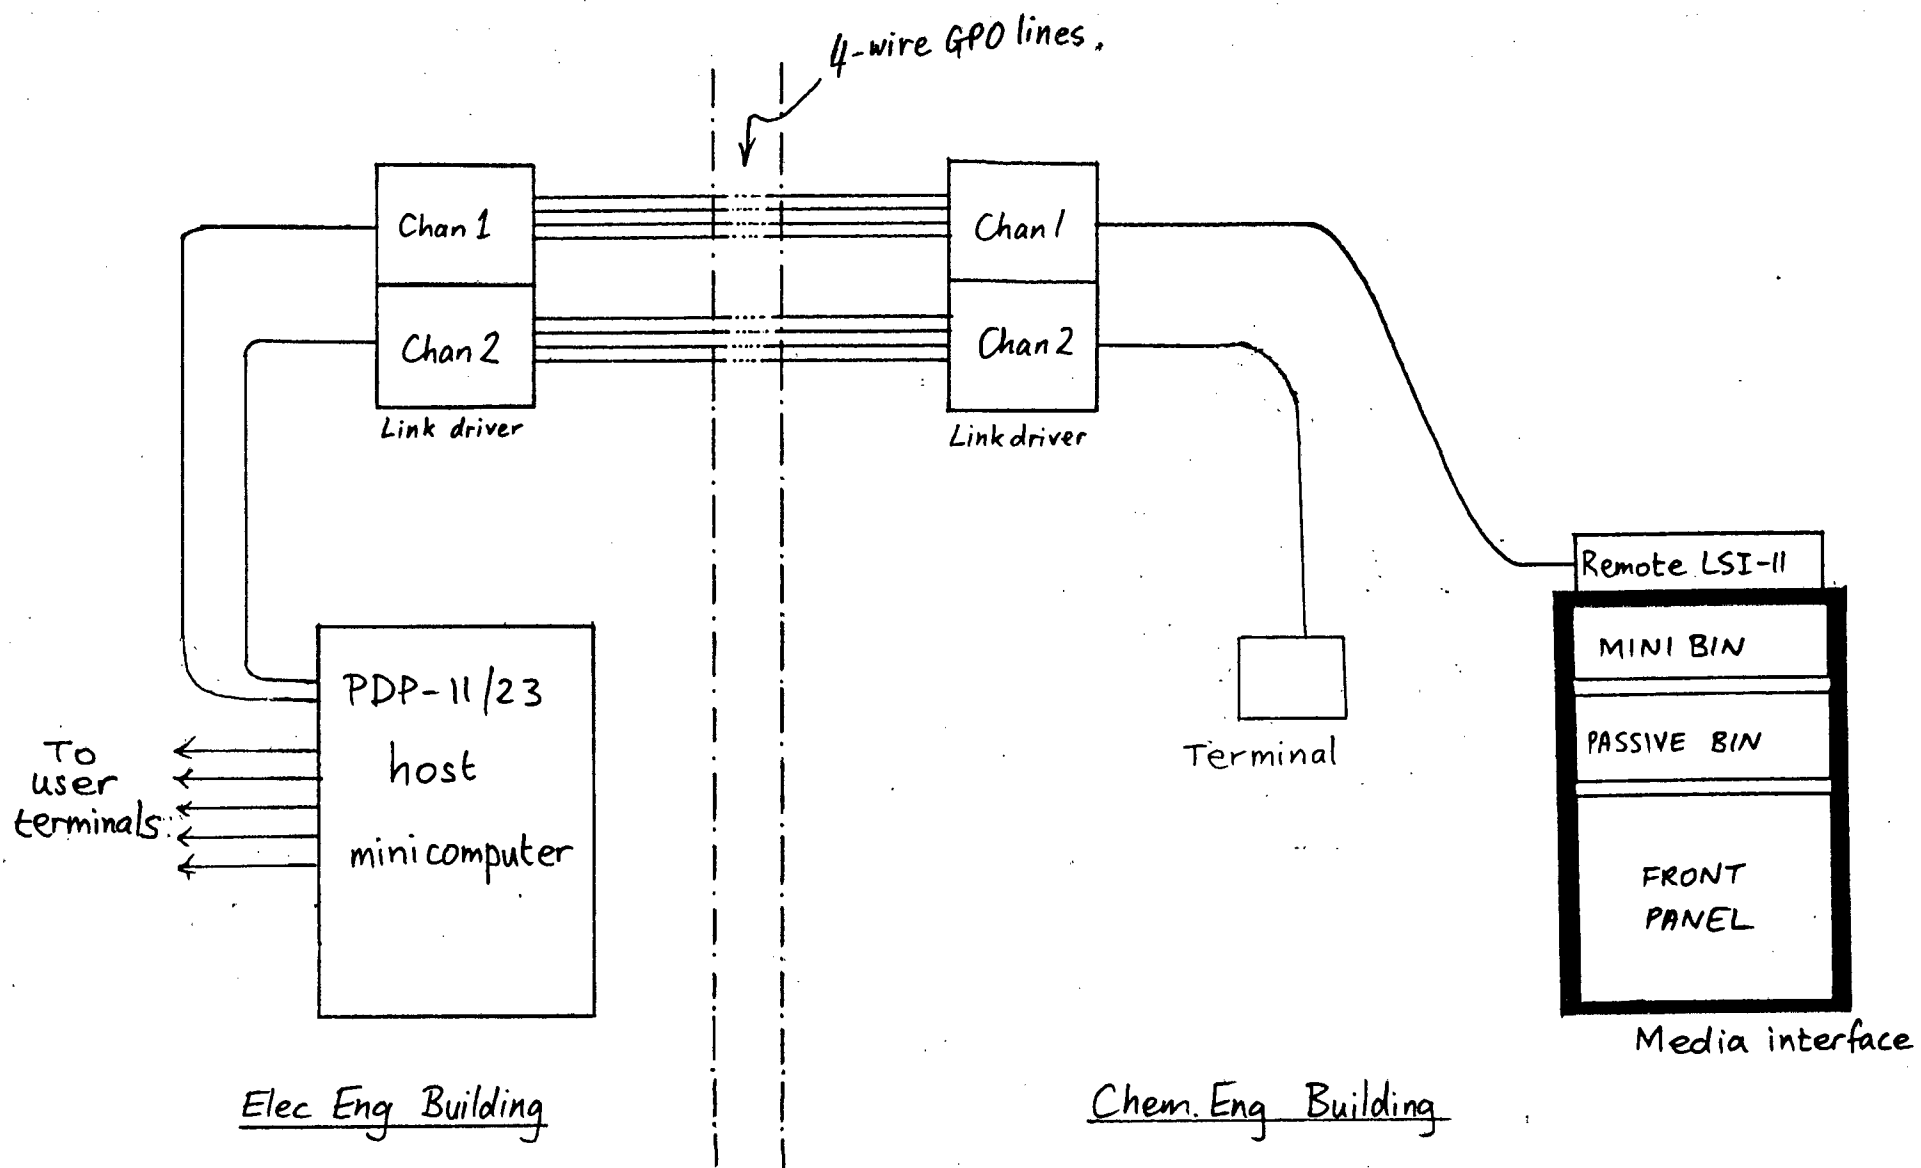 4-wire GPO lines.
Chan 1
Chan 2
Link driver
Chan 1
Chan 2
Link driver
Remote LSI-11
MINI BIN
PASSIVE BIN
FRONT
PANEL
Media interface
Terminal
PDP-11/23
host
minicomputer
To
user
terminals
Elec Eng Building
Chem. Eng Building